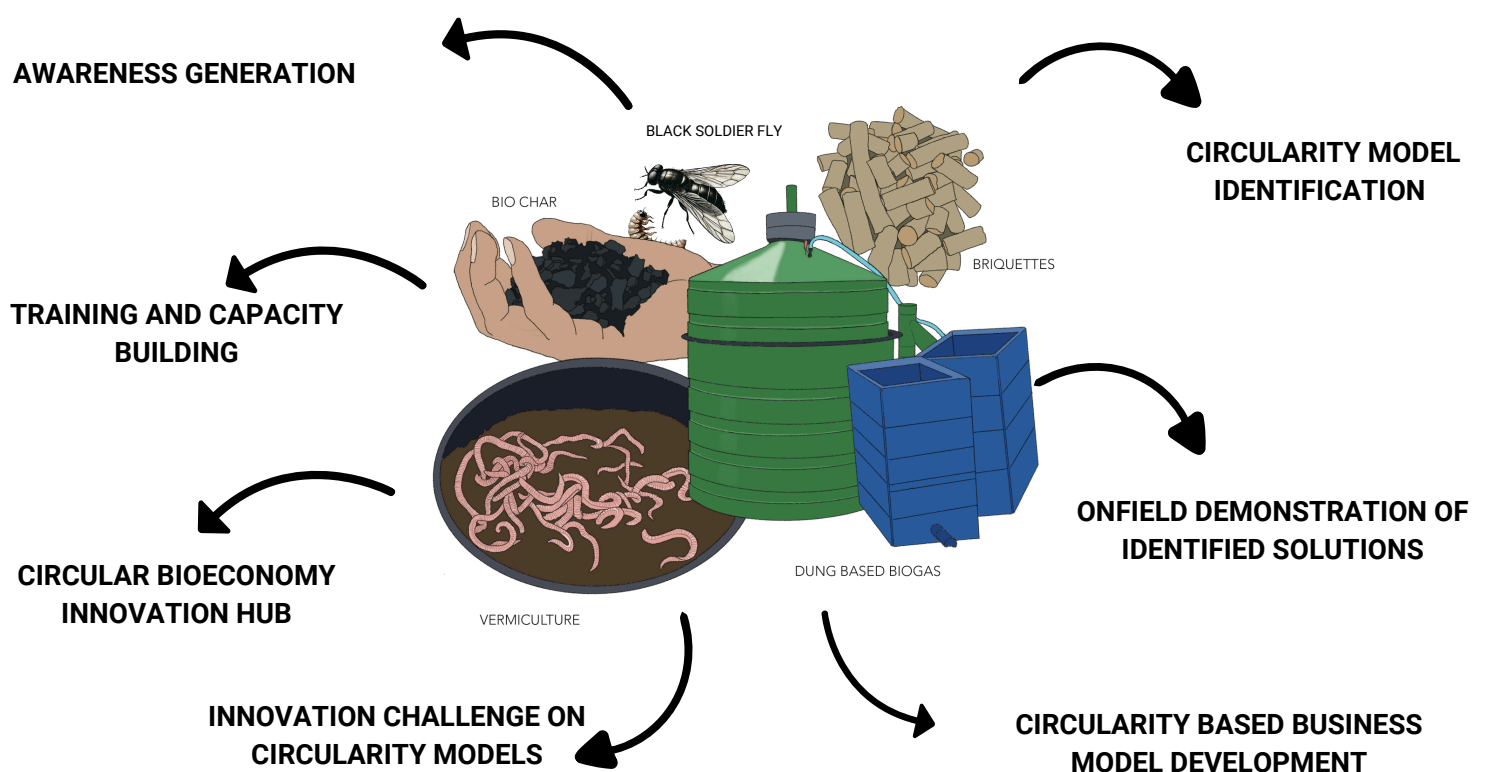 AWARENESS GENERATION
BLACK SOLDIER FLY
CIRCULARITY MODEL
IDENTIFICATION
BIO CHAR
BRIQUETTES
TRAINING AND CAPACITY
BUILDING
ONFIELD DEMONSTRATION OF
IDENTIFIED SOLUTIONS
CIRCULAR BIOECONOMY
INNOVATION HUB
DUNG BASED BIOGAS
VERMICULTURE
INNOVATION CHALLENGE ON
CIRCULARITY MODELS
CIRCULARITY BASED BUSINESS
MODEL DEVELOPMENT